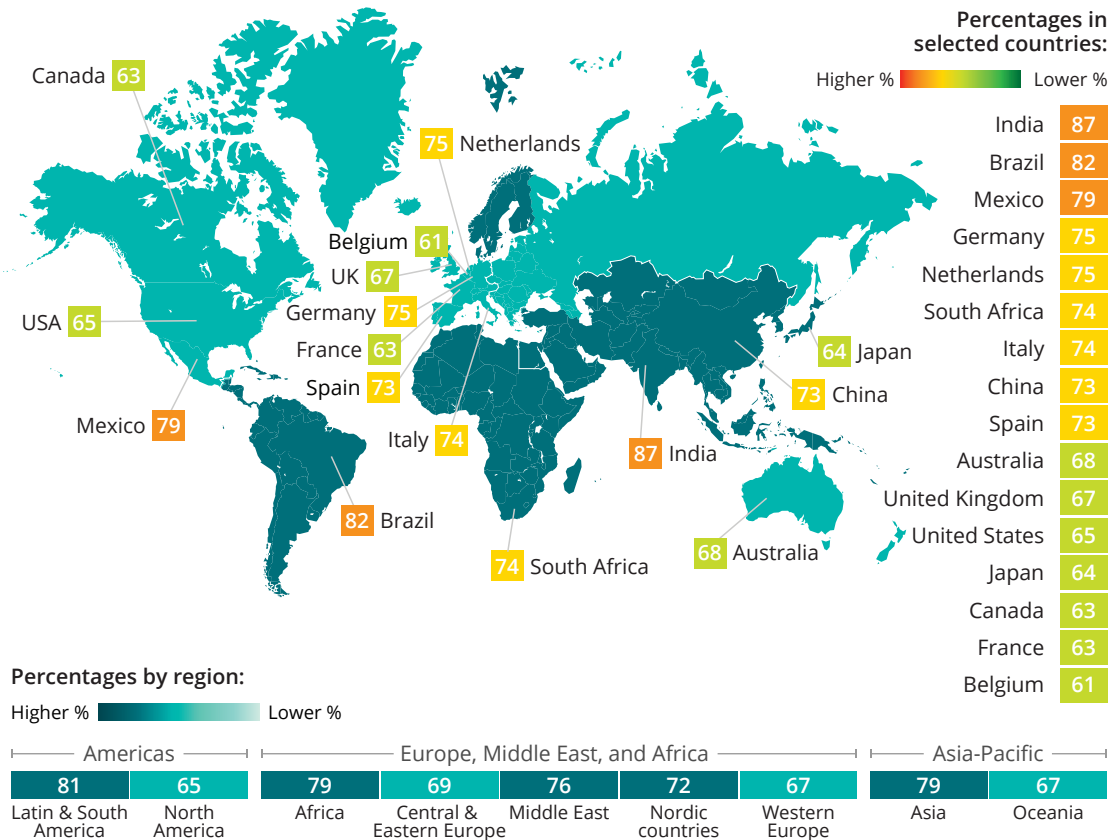 Percentages in
selected countries:
Higher %
Lower %
Canada 63
75 Netherlands
Belgium 61
UK 67
Germany 75
France 63
Spain 73
Italy 74
USA 65
Mexico 79
82 Brazil
74 South Africa
87 India
73 China
64 Japan
68 Australia
India 87
Brazil 82
Mexico 79
Germany 75
Netherlands 75
South Africa 74
Italy 74
China 73
Spain 73
Australia 68
United Kingdom 67
United States 65
Japan 64
Canada 63
France 63
Belgium 61
Percentages by region:
Higher %
Lower %
Americas
81
Latin & South
America
65
North
America
Europe, Middle East, and Africa
79
Africa
69
Central &
Eastern Europe
76
Middle East
72
Nordic
countries
67
Western
Europe
Asia-Pacific
79
Asia
67
Oceania